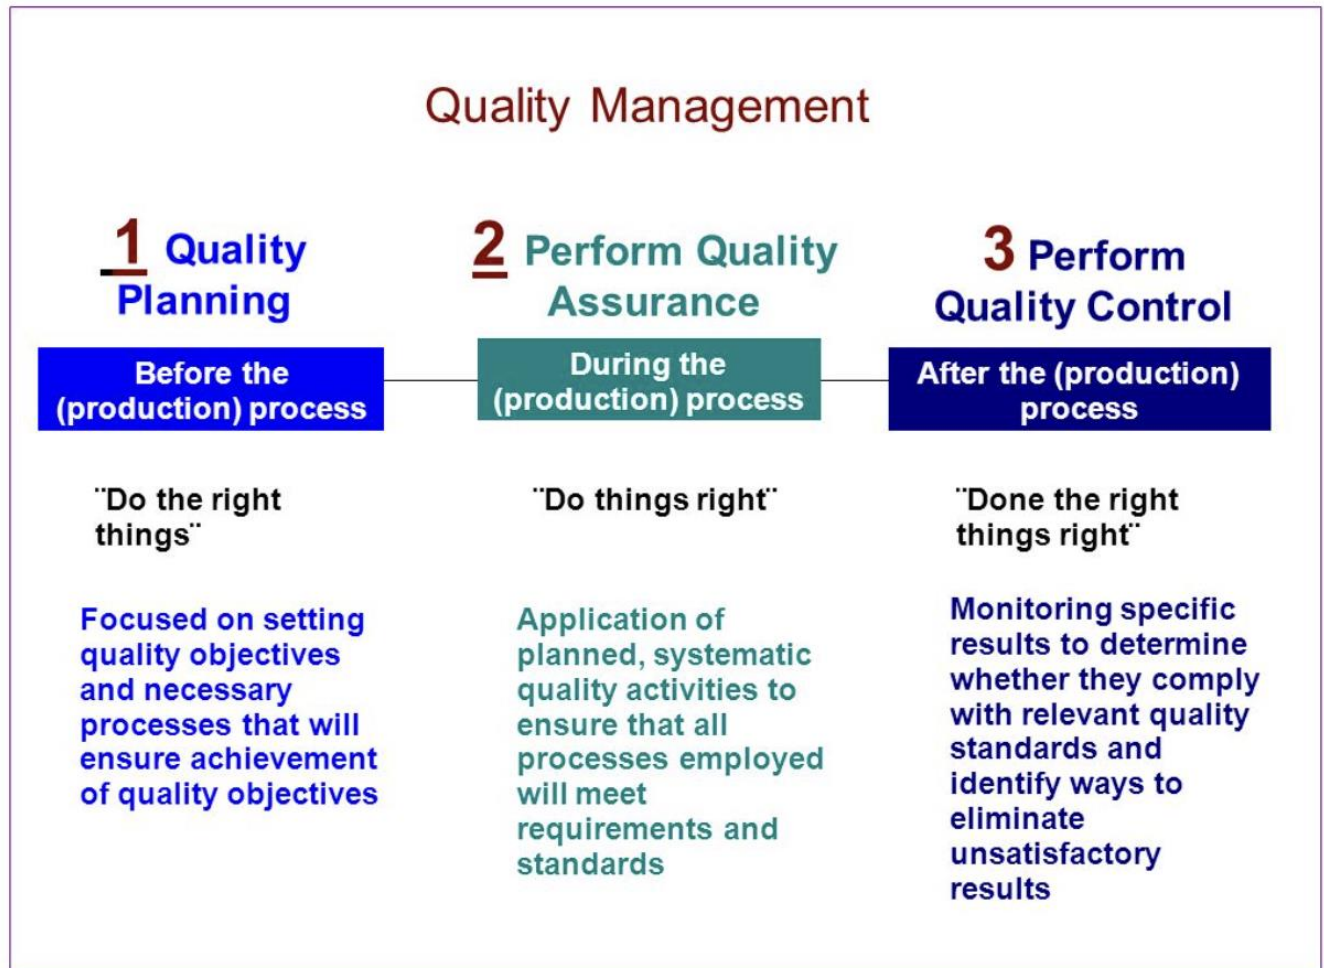 Quality Management
1 Quality
Planning
Before the
(production) process
¨Do the right
things¨
Focused on setting
quality objectives
and necessary
processes that will
ensure achievement
of quality objectives
2 Perform Quality
Assurance
During the
(production) process
¨Do things right¨
Application of
planned, systematic
quality activities to
ensure that all
processes employed
will meet
requirements and
standards
3 Perform
Quality Control
After the (production)
process
¨Done the right
things right¨
Monitoring specific
results to determine
whether they comply
with relevant quality
standards and
identify ways to
eliminate
unsatisfactory
results